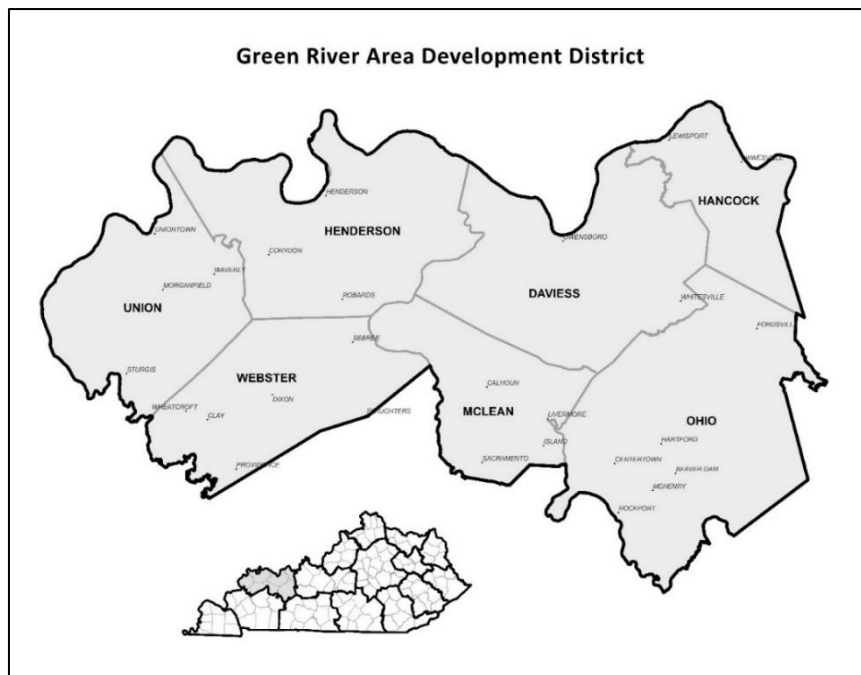 Green River Area Development District
LEWISPORT
HAWESVILLE
HANCOCK
HENDERSON
UNIONTOWN
HENDERSON
OWENSBORO
CORYDON
WAVERLY
MORGANFIELD
UNION
ROBARDS
DAVIESS
WHITESVILLE
FORDSVILLE
SEBREE
STURGIS
WEBSTER
CALHOUN
DIXON
WHEATCROFT
CLAY
SLAUGHTERS
MCLEAN
LIVERMORE
OHIO
ISLAND
HARTFORD
SACRAMENTO
CENTERTOWN
PROVIDENCE
BEAVER DAM
MCHENRY
ROCKPORT